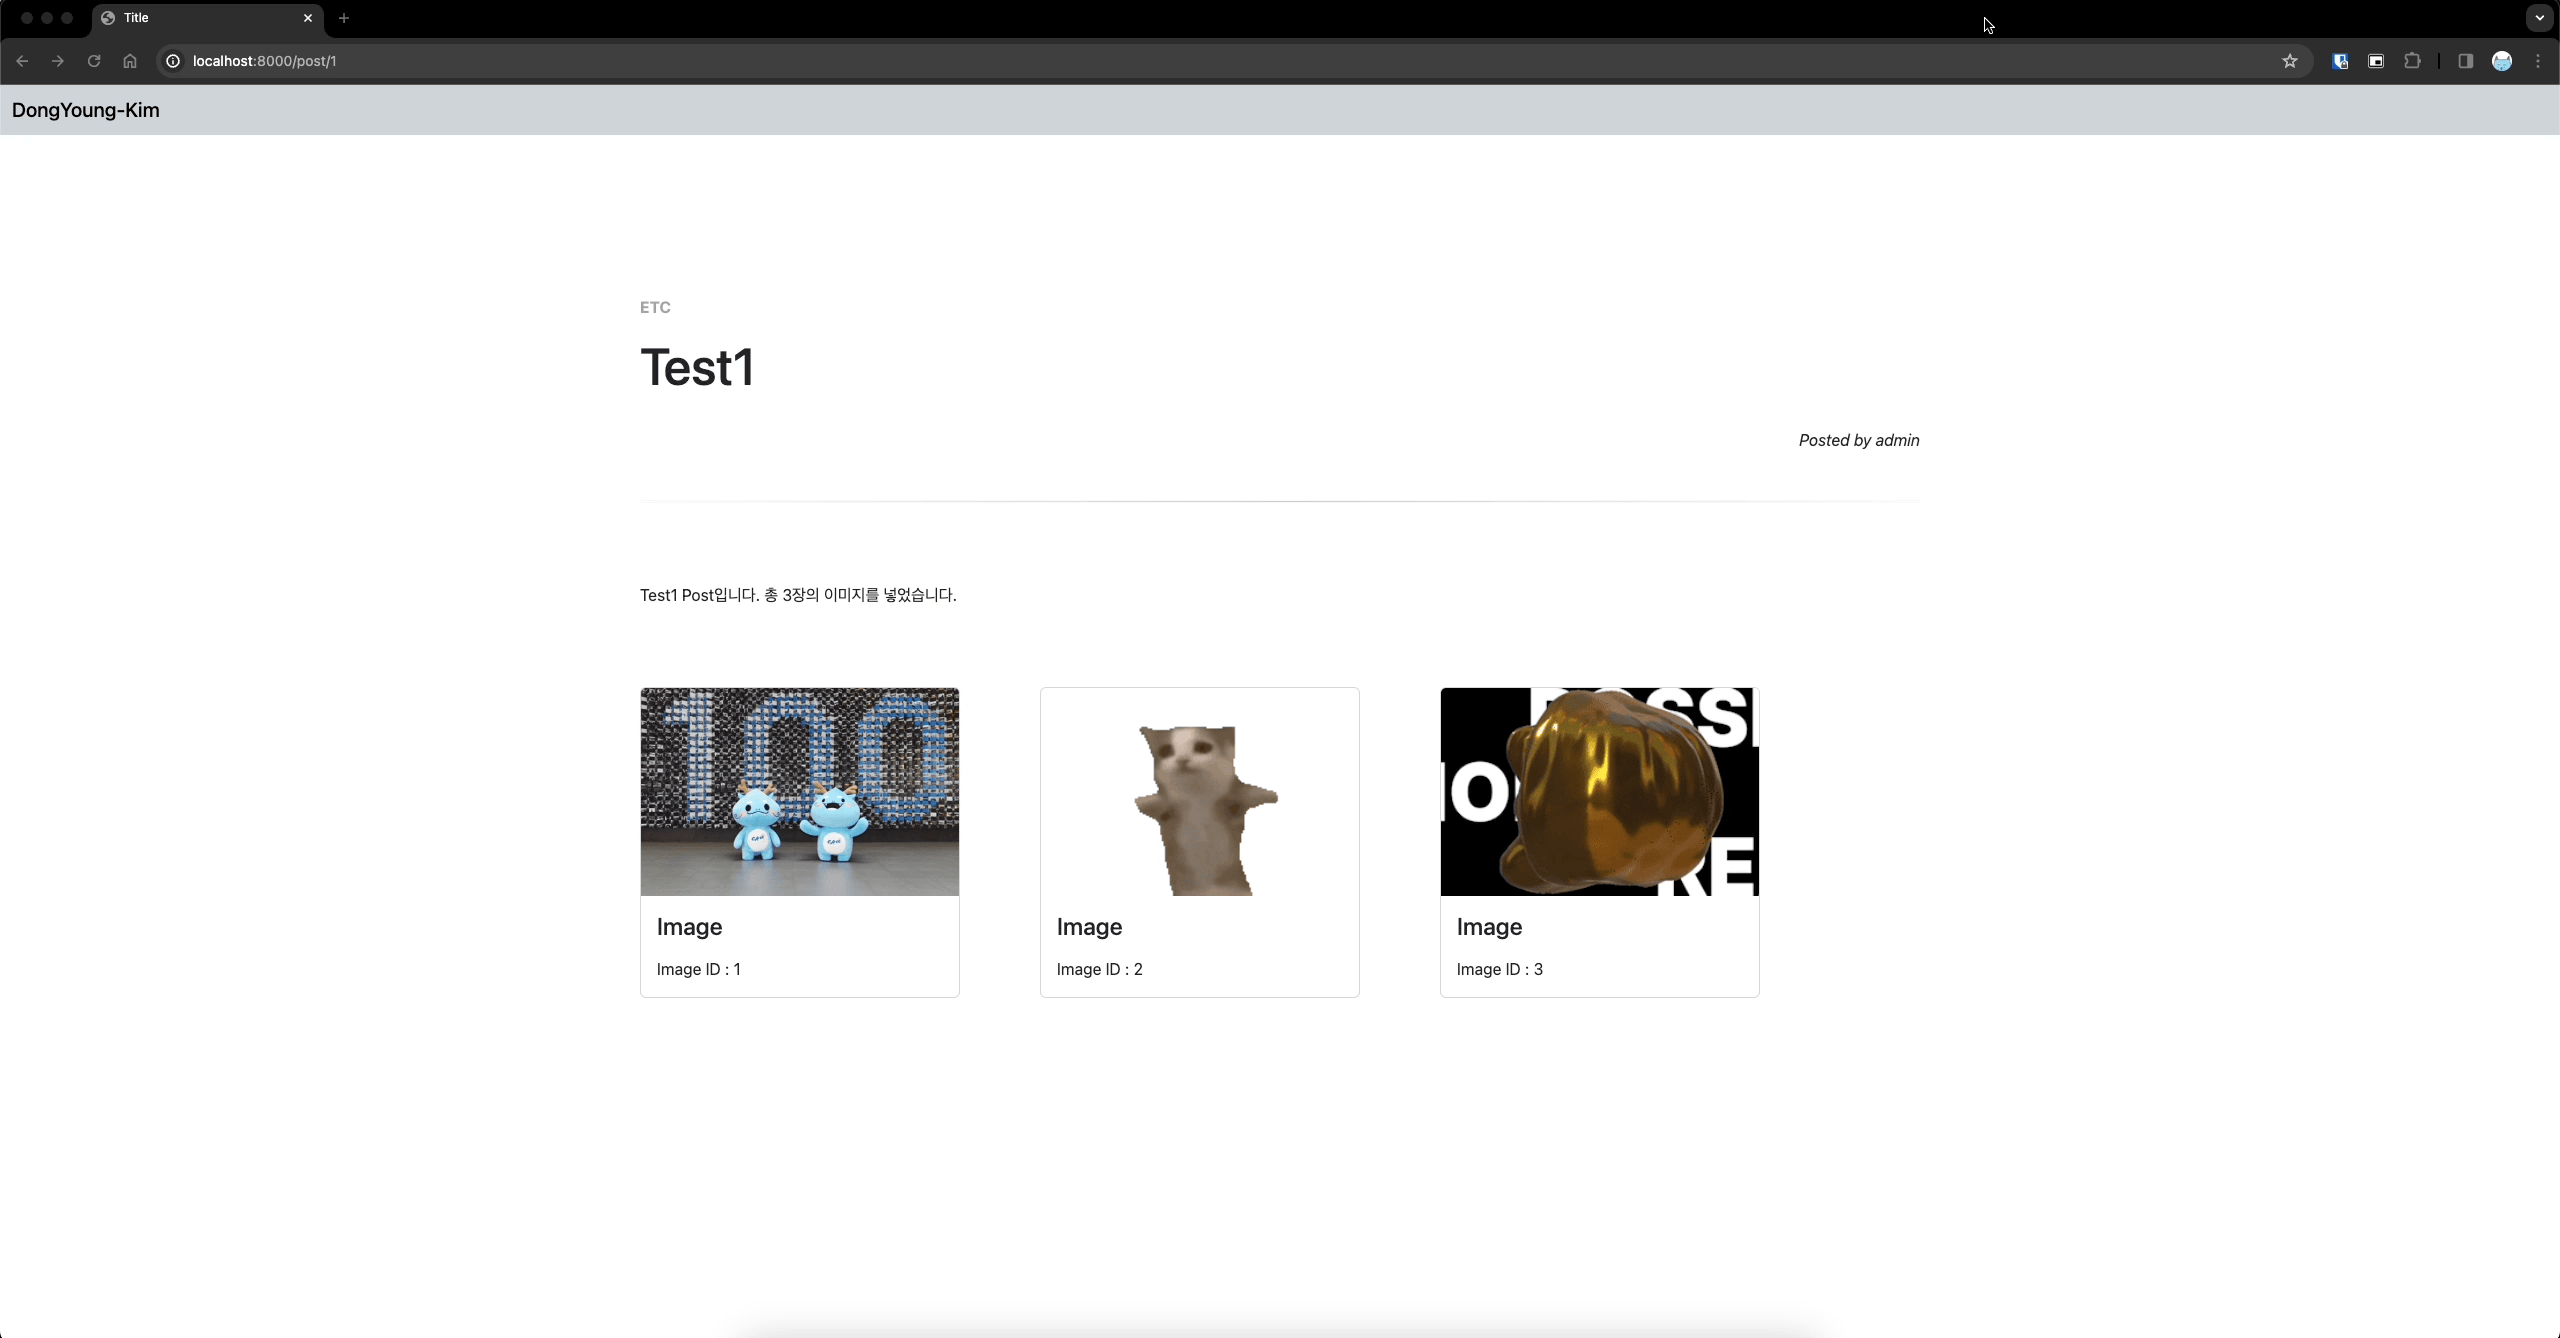 Title
localhost:8000/post/1
DongYoung-Kim
ETC
Test1
Posted by admin
Test1 Post입니다. 총 3장의 이미지를 넣었습니다.
100
Image
Image ID : 1
Image
Image ID : 2
RE
Image
Image ID : 3